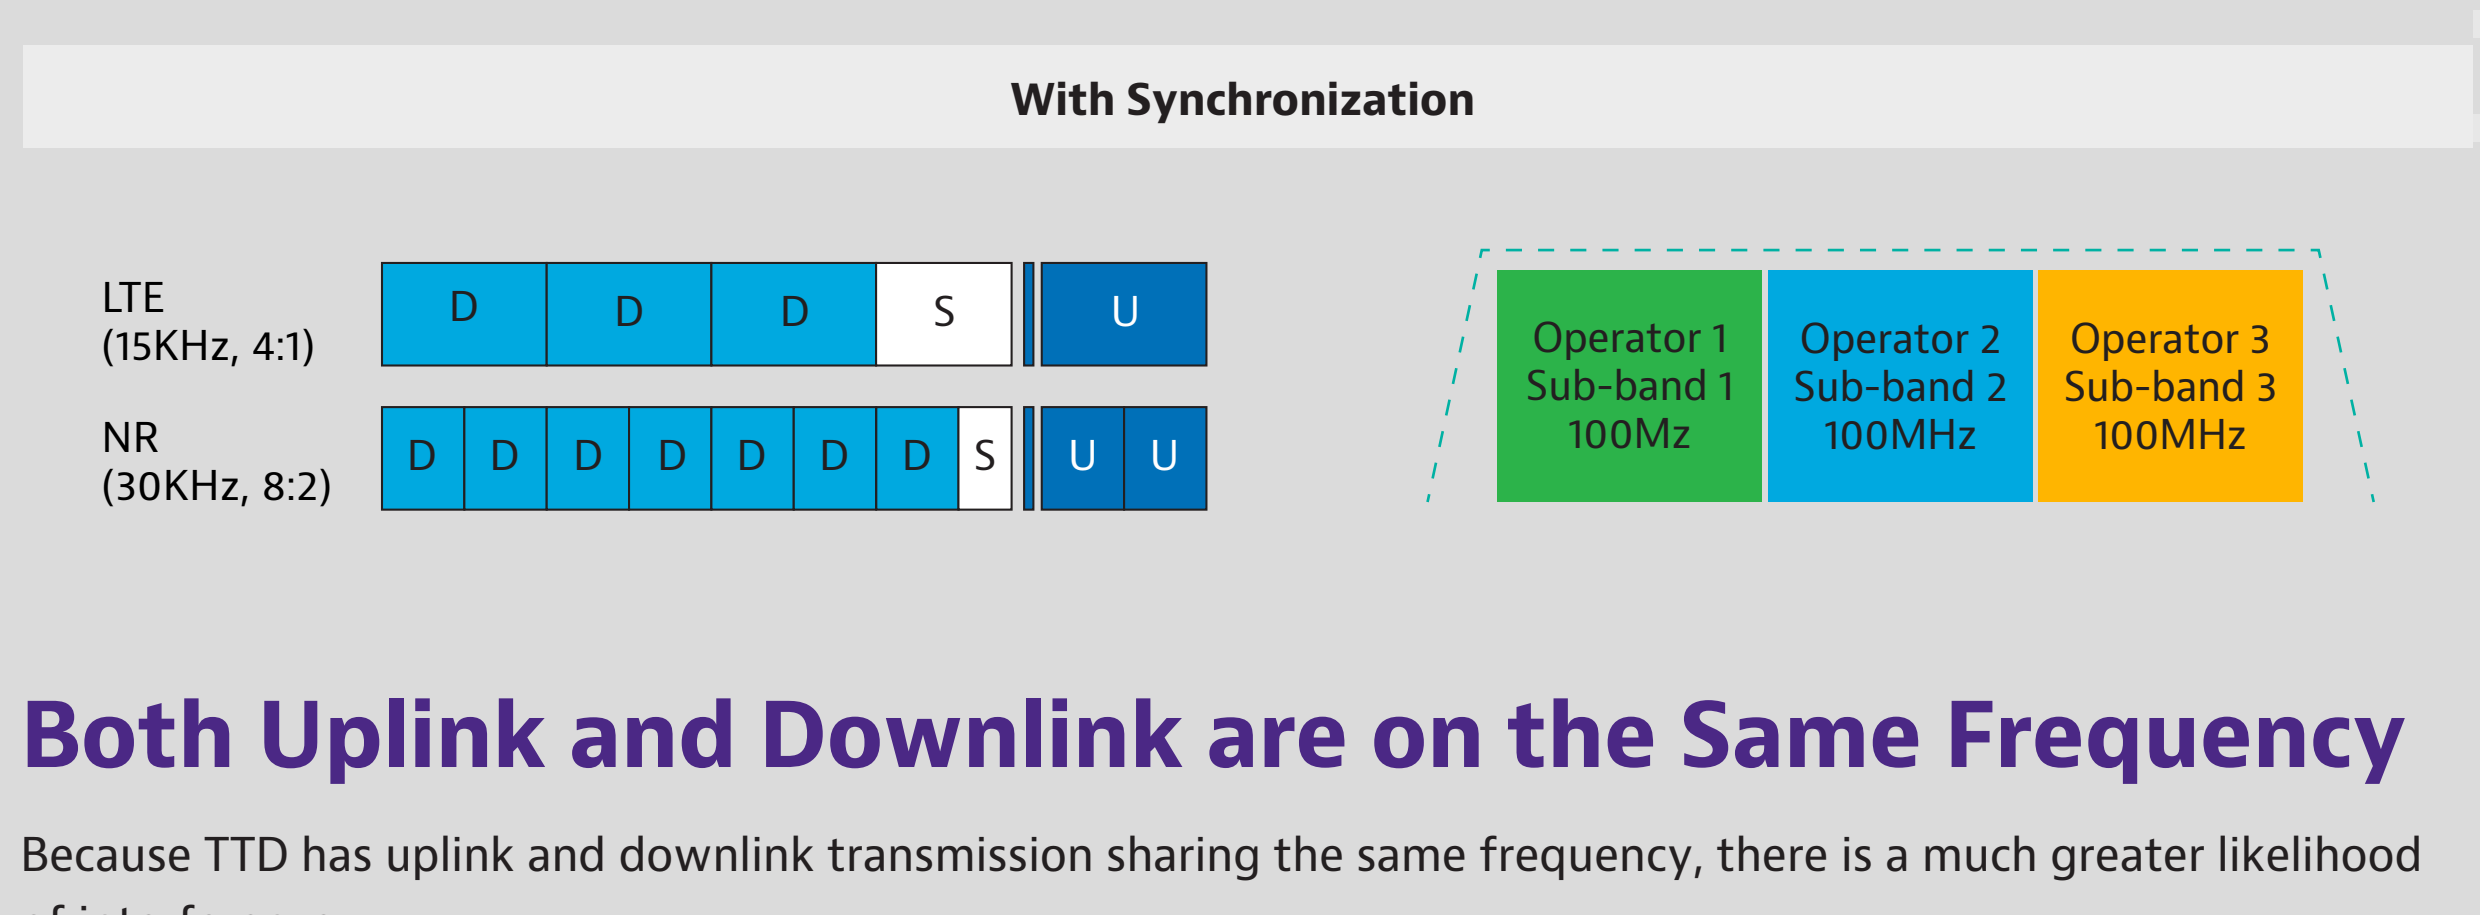 With Synchronization
LTE
(15KHz, 4:1)
D D D S U
NR
(30KHz, 8:2)
D D D D D D D S U U
Operator 1
Sub-band 1
100Mz
Operator 2
Sub-band 2
100MHz
Operator 3
Sub-band 3
100MHz
Both Uplink and Downlink are on the Same Frequency
Because TTD has uplink and downlink transmission sharing the same frequency, there is a much greater likelihood